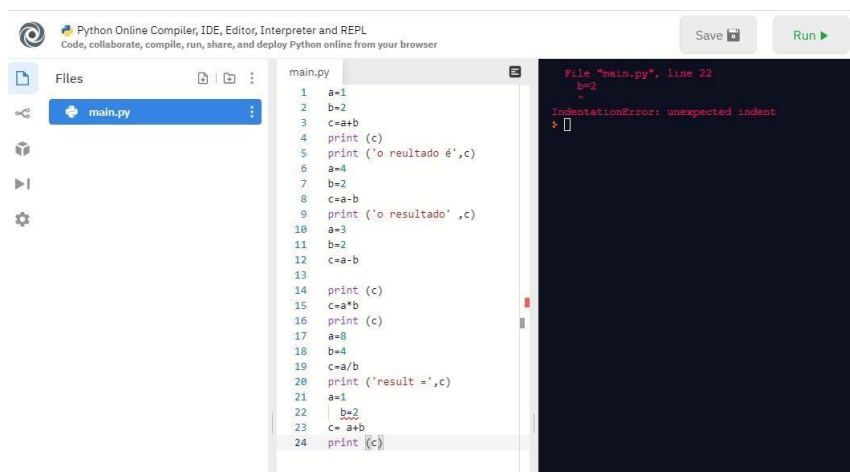 Python Online Compiler, IDE, Editor, Interpreter and REPL
Code, collaborate, compile, run, share, and deploy Python online from your browser
Save
Run
Files
main.py
main.py
1 a=1
2 b=2
3 c=a+b
4 print (c)
5 print ('o reultado é',c)
6 a=4
7 b=2
8 c=a-b
9 print ('o resultado' ,c)
10 a=3
11 b=2
12 c=a-b
13
14 print (c)
15 c=a*b
16 print (c)
17 a=8
18 b=4
19 c=a/b
20 print ('result =',c)
21 a=1
22 b=2
23 c= a+b
24 print (c)
File "main.py", line 22
b=2
^
IndentationError: unexpected indent